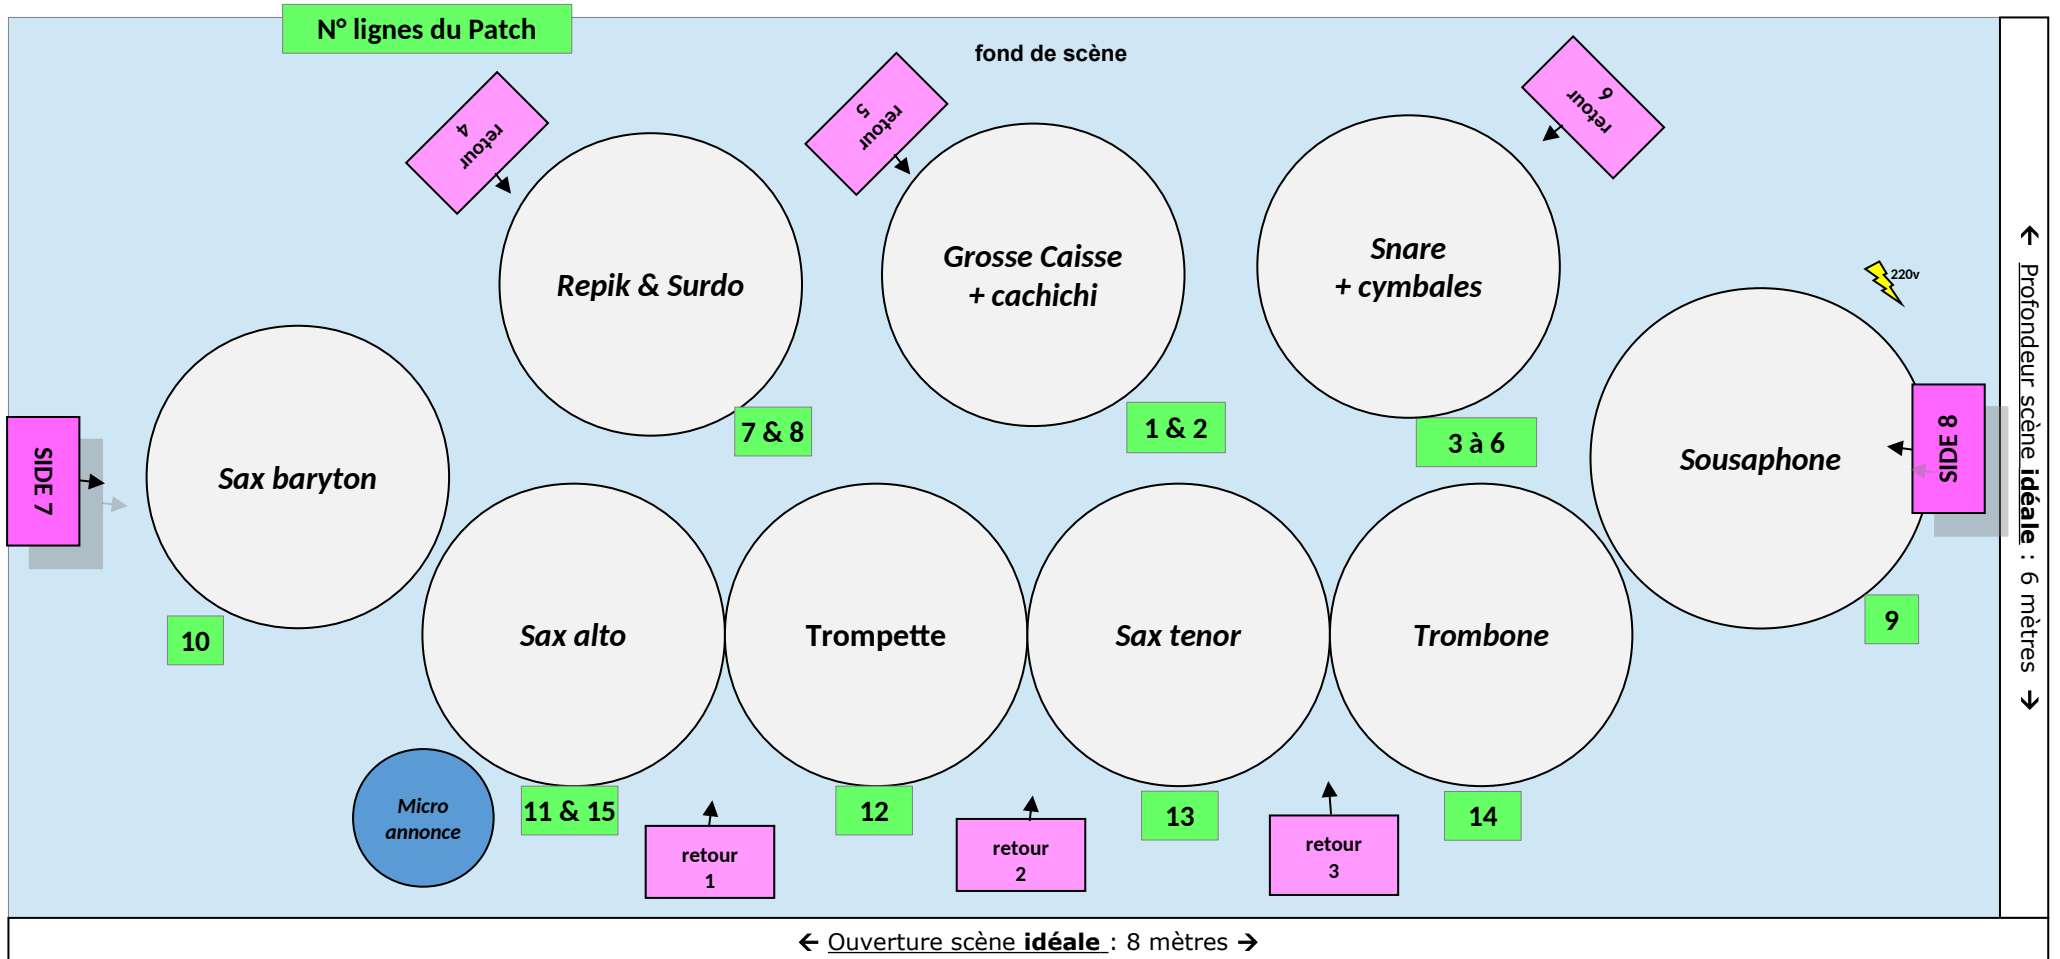 N° lignes du Patch
fond de scène
retour
4
retour
5
retour
6
Repik & Surdo
Grosse Caisse
+ cachichi
Snare
+ cymbales
220v
7 & 8
1 & 2
3 à 6
SIDE 7
Sax baryton
Sousaphone
SIDE 8
10
Sax alto
Trompette
Sax tenor
Trombone
9
Micro
annonce
11 & 15
12
13
14
retour
1
retour
2
retour
3
← Profondeur scène idéale : 6 mètres →
← Ouverture scène idéale : 8 mètres →